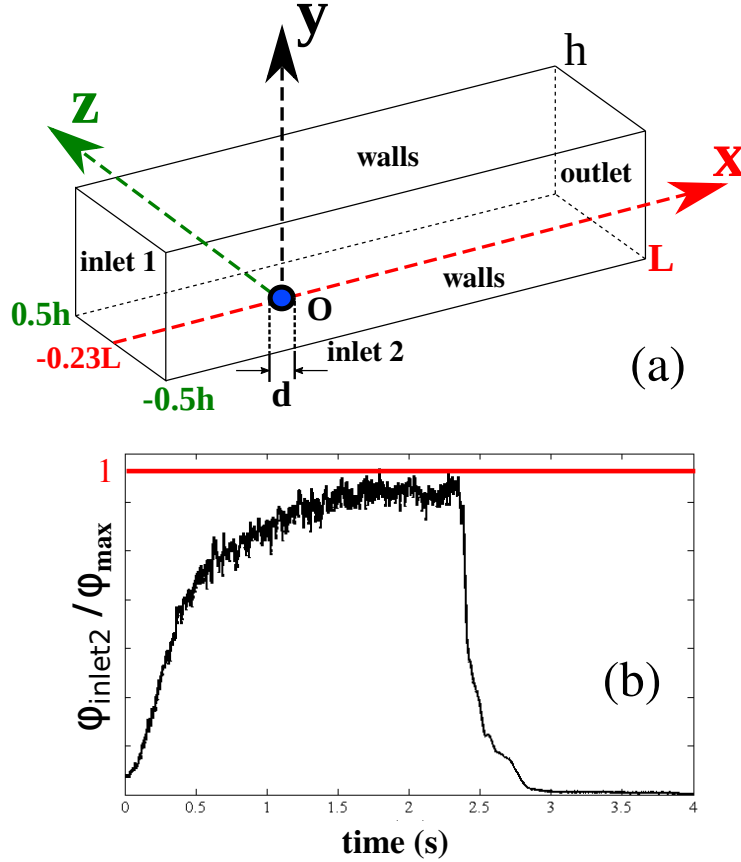 y
h
z
walls
x
outlet
inlet 1
L
walls
0.5h
O
inlet 2
-0.23L
(a)
-0.5h
d
1
φinlet2 /φmax
(b)
0 0.5 1 1.5 2 2.5 3 3.5 4
time (s)